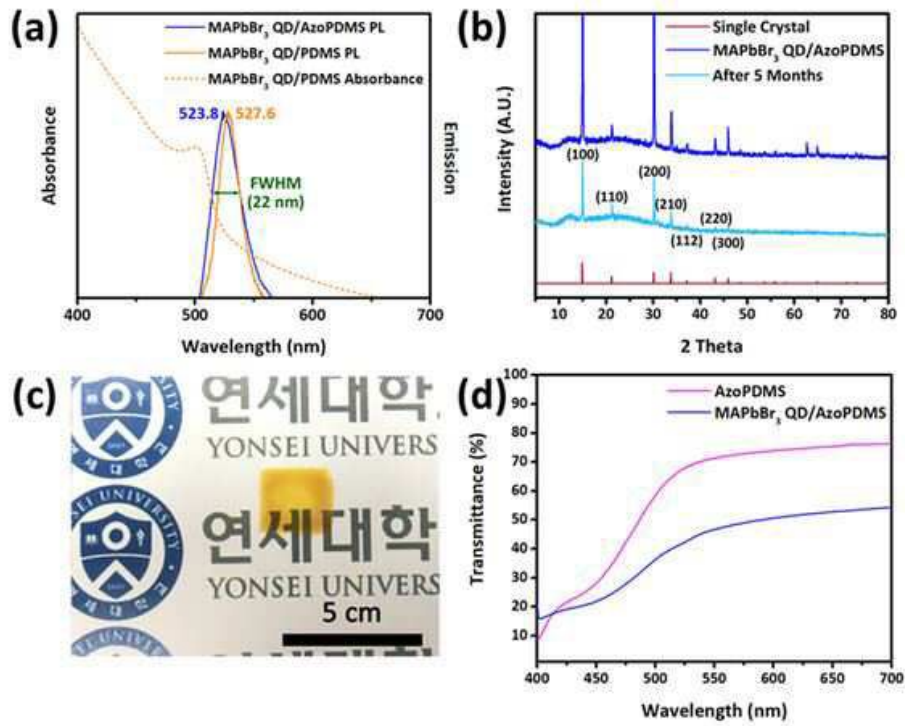 (a)
MAPbBr3 QD/AzoPDMS PL
MAPbBr3 QD/PDMS PL
MAPbBr3 QD/PDMS Absorbance
523.8
527.6
FWHM
(22 nm)
Absorbance
Emission
400 500 600 700
Wavelength (nm)
(b)
Single Crystal
MAPbBr3 QD/AzoPDMS
After 5 Months
(100)
(110)
(200)
(210)
(112)
(220)
(300)
Intensity (A.U.)
10 20 30 40 50 60 70 80
2 Theta
(c)
연세대학
YONSEI UNIVERS
SEI UNIVERSITY
연세대학
YONSEI UNIVERS
5 cm
(d)
AzoPDMS
MAPbBr3 QD/AzoPDMS
Transmittance (%)
100
90
80
70
60
50
40
30
20
10
400 450 500 550 600 650 700
Wavelength (nm)